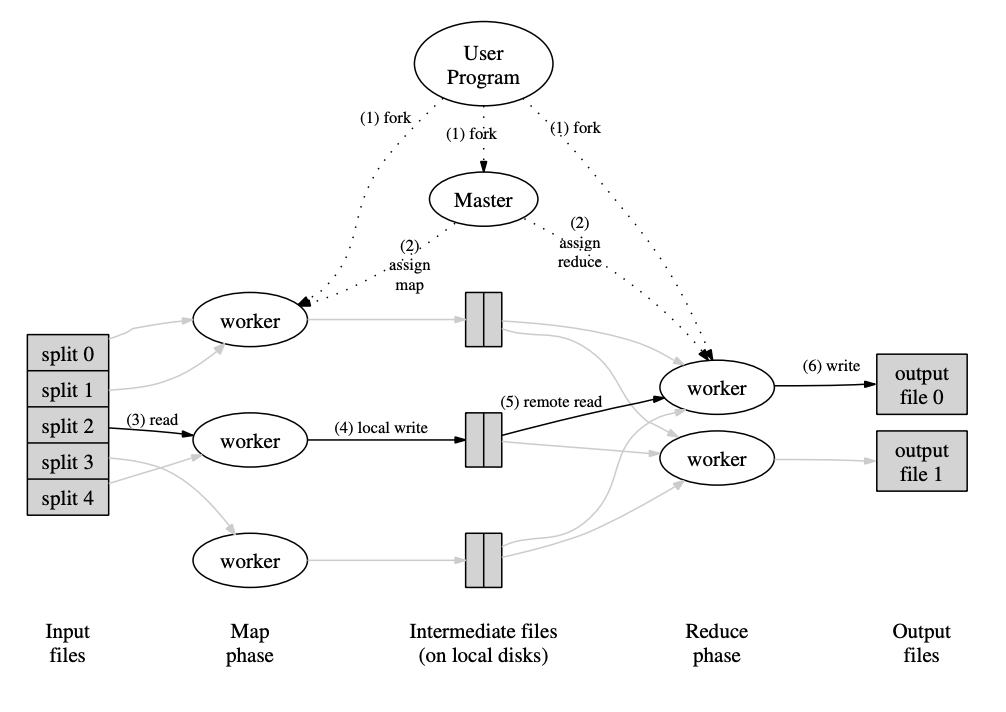 User
Program
(1) fork
(1) fork
(1) fork
Master
(2)
assign
map
(2)
assign
reduce
split 0
split 1
split 2
split 3
split 4
(3) read
worker
worker
worker
(4) local write
(5) remote read
worker
worker
(6) write
output
file 0
output
file 1
Input
files
Map
phase
Intermediate files
(on local disks)
Reduce
phase
Output
files